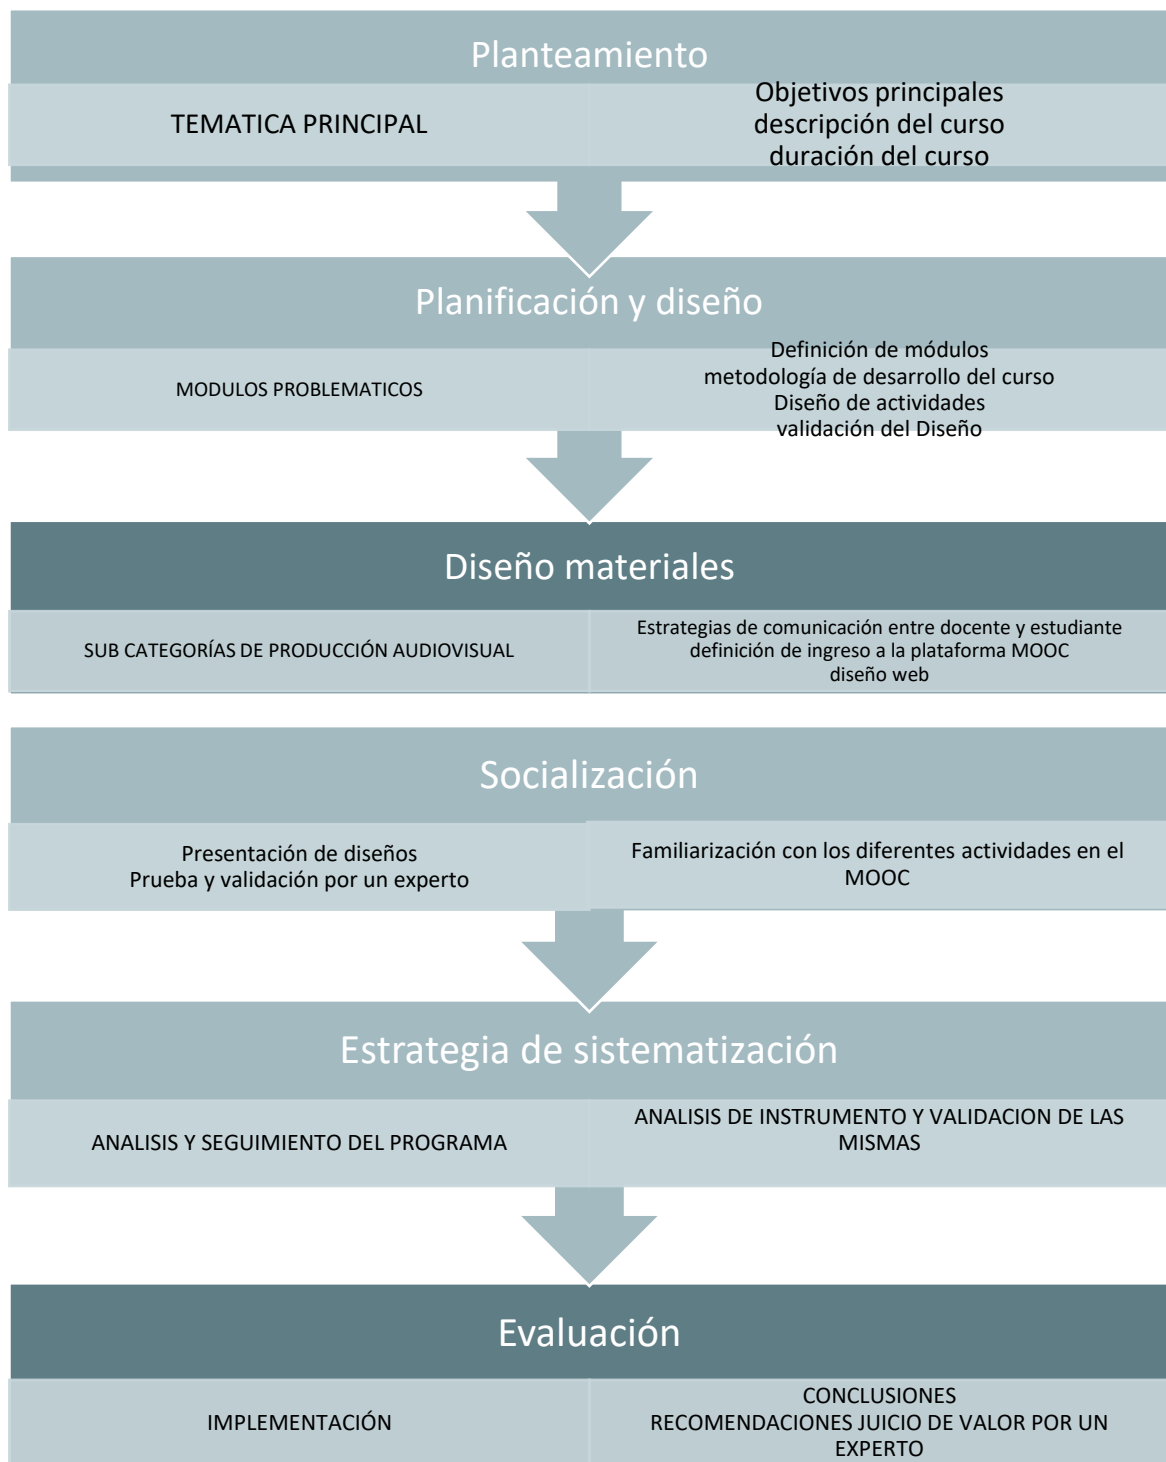 Planteamiento
TEMATICA PRINCIPAL
Objetivos principales
descripción del curso
duración del curso
Planificación y diseño
MODULOS PROBLEMATICOS
Definición de módulos
metodología de desarrollo del curso
Diseño de actividades
validación del Diseño
Diseño materiales
SUB CATEGORÍAS DE PRODUCCIÓN AUDIOVISUAL
Estrategias de comunicación entre docente y estudiante
definición de ingreso a la plataforma MOOC
diseño web
Socialización
Presentación de diseños
Prueba y validación por un experto
Familiarización con los diferentes actividades en el
MOOC
Estrategia de sistematización
ANALISIS Y SEGUIMIENTO DEL PROGRAMA
ANALISIS DE INSTRUMENTO Y VALIDACION DE LAS
MISMAS
Evaluación
IMPLEMENTACIÓN
CONCLUSIONES
RECOMENDACIONES JUICIO DE VALOR POR UN
EXPERTO